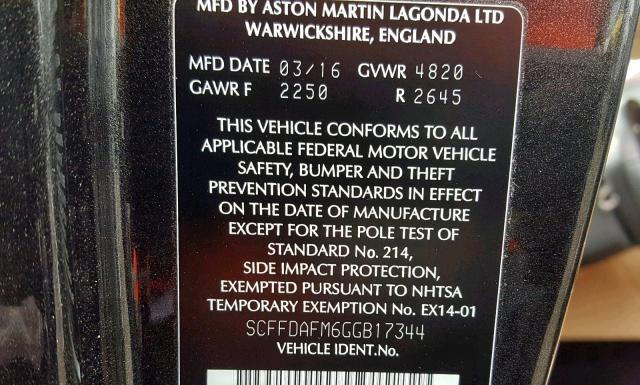 MFD BY ASTON MARTIN LAGONDA LTD
WARWICKSHIRE, ENGLAND
MFD DATE 03/16 GVWR 4820
GAWR F 2250 R 2645
THIS VEHICLE CONFORMS TO ALL
APPLICABLE FEDERAL MOTOR VEHICLE
SAFETY, BUMPER AND THEFT
PREVENTION STANDARDS IN EFFECT
ON THE DATE OF MANUFACTURE
EXCEPT FOR THE POLE TEST OF
STANDARD No. 214,
SIDE IMPACT PROTECTION,
EXEMPTED PURSUANT TO NHTSA
TEMPORARY EXEMPTION No. EX14-01
SCFFDAFM6GGB17344
VEHICLE IDENT.No.